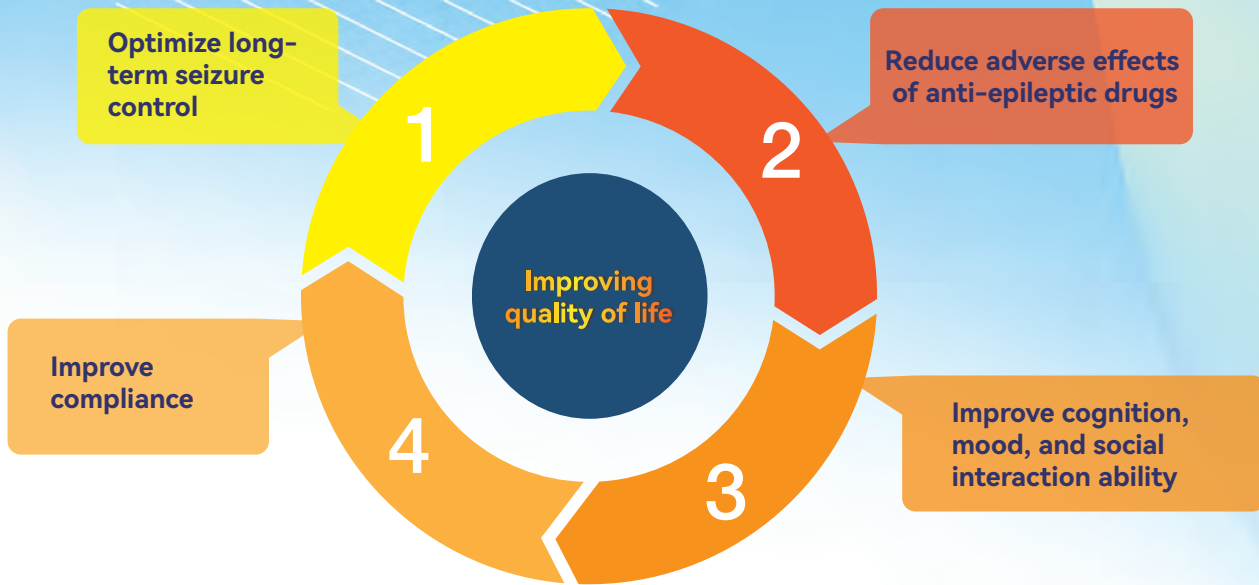 Optimize long-
term seizure
control
1
Reduce adverse effects
of anti-epileptic drugs
2
Improving
quality of life
Improve
compliance
4
Improve cognition,
mood, and social
interaction ability
3